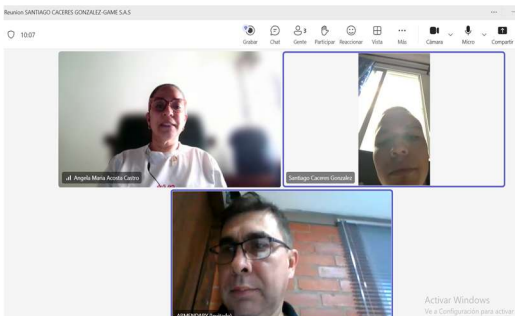 Reunion SANTIAGO CACERES GONZALEZ-GAME S.A.S
10:07
Grabar Chat Gente 3 Participar Reaccionar Vista Más Cámara Micro Compartir
Angela Maria Acosta Castro
Santiago Caceres Gonzalez
Activar Windows
Ve a Configuración para activar